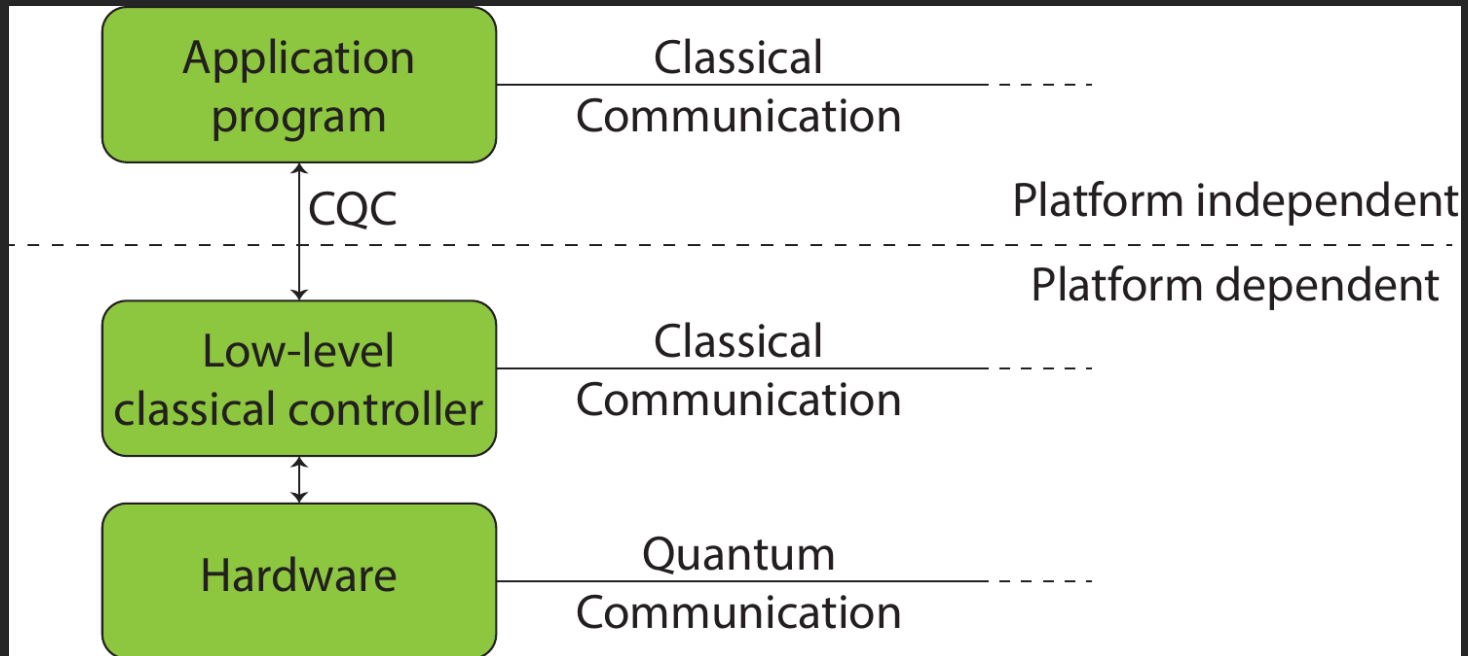 Application
program
Classical
Communication
CQC
Platform independent
Platform dependent
Low-level
classical controller
Classical
Communication
Hardware
Quantum
Communication